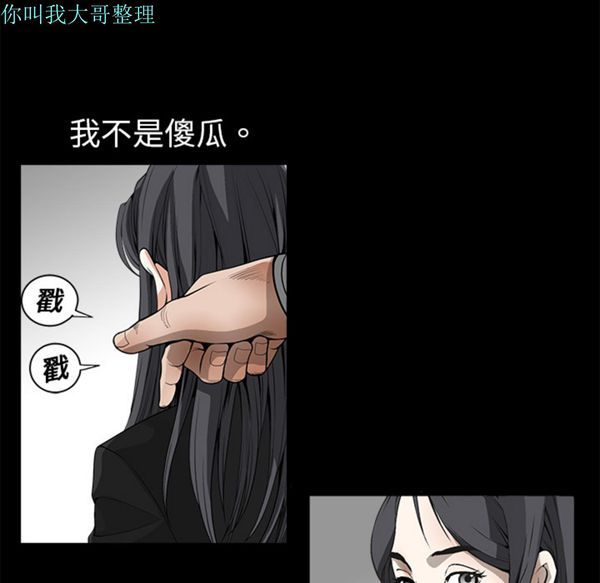 你叫我大哥整理
我不是傻瓜。
戳
戳